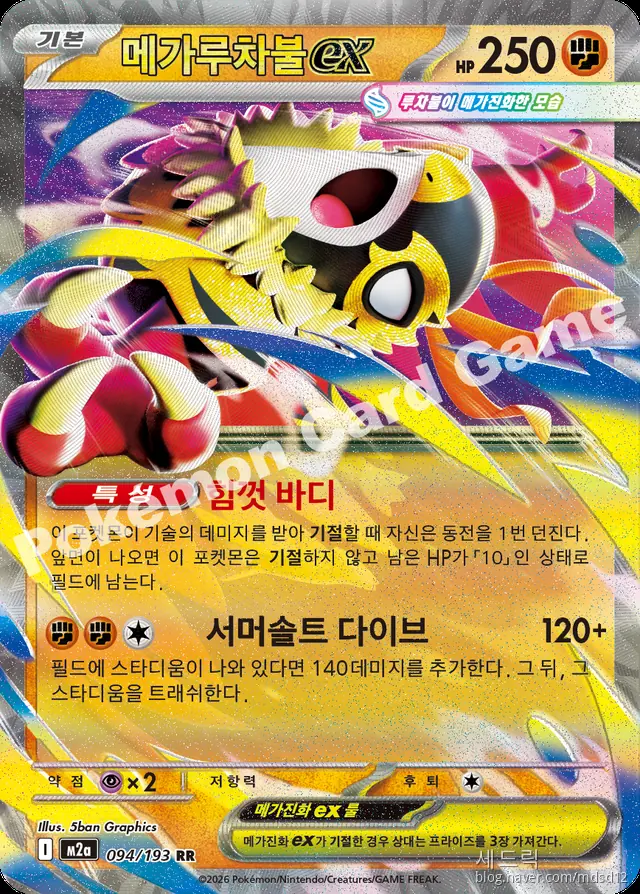 기본 메가루차불 ex HP 250
루차불이 메가진화한 모습
Pokémon Card Game
특성 힘껏 바디
이 포켓몬이 기술의 데미지를 받아 기절할 때 자신은 동전을 1번 던진다.
앞면이 나오면 이 포켓몬은 기절하지 않고 남은 HP가 「10」인 상태로
필드에 남는다.
서머솔트 다이브 120+
필드에 스타디움이 나와 있다면 140데미지를 추가한다. 그 뒤, 그
스타디움을 트래쉬한다.
약점 ×2 저항력 후퇴
메가진화 ex 룰
메가진화 ex가 기절한 경우 상대는 프라이즈를 3장 가져간다.
Illus. 5ban Graphics
I m2a 094/193 RR
©2026 Pokémon/Nintendo/Creatures/GAME FREAK.
세드릭
blog.naver.com/mdsd12